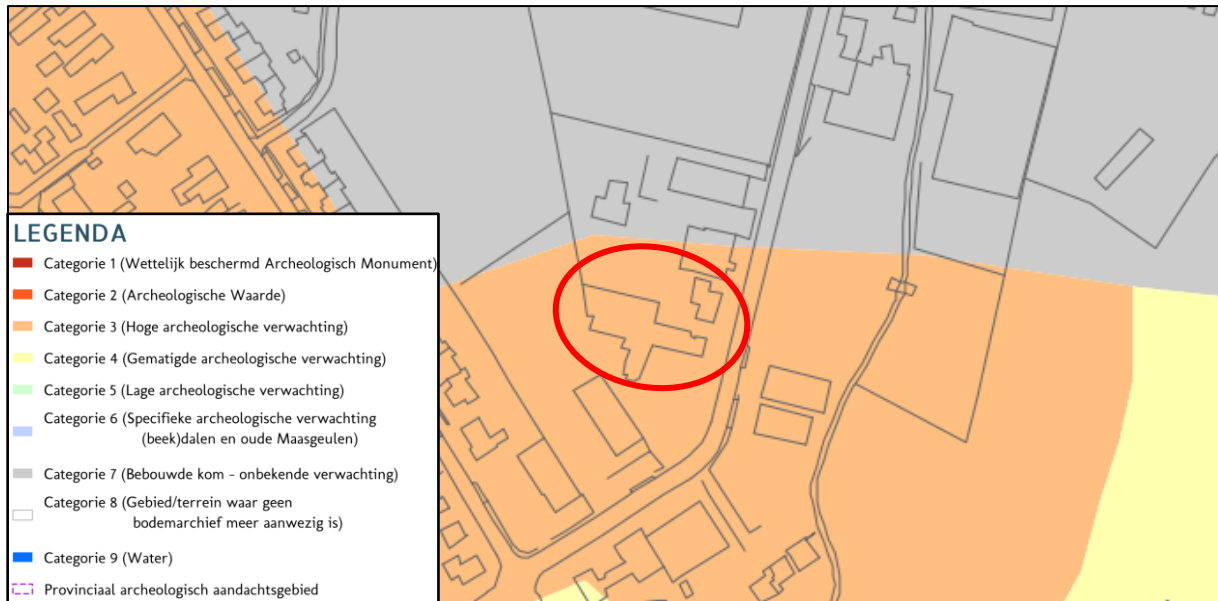 LEGENDA
Categorie 1 (Wettelijk beschermd Archeologisch Monument)
Categorie 2 (Archeologische Waarde)
Categorie 3 (Hoge archeologische verwachting)
Categorie 4 (Gematigde archeologische verwachting)
Categorie 5 (Lage archeologische verwachting)
Categorie 6 (Specifieke archeologische verwachting
(beek)dalen en oude Maasgeulen)
Categorie 7 (Bebouwde kom – onbekende verwachting)
Categorie 8 (Gebied/terrein waar geen
bodemarchief meer aanwezig is)
Categorie 9 (Water)
Provinciaal archeologisch aandachtsgebied